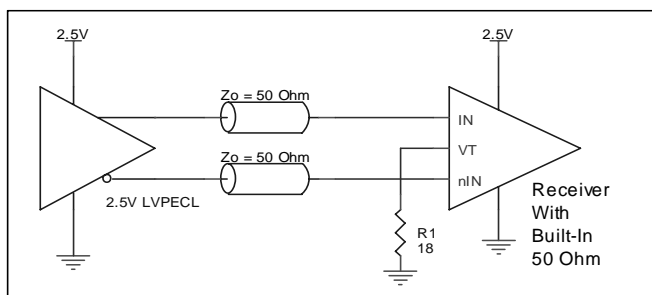 2.5V
2.5V
Zo = 50 Ohm
IN
VT
Zo = 50 Ohm
nIN
2.5V LVPECL
R1
18
Receiver
With
Built-In
50 Ohm